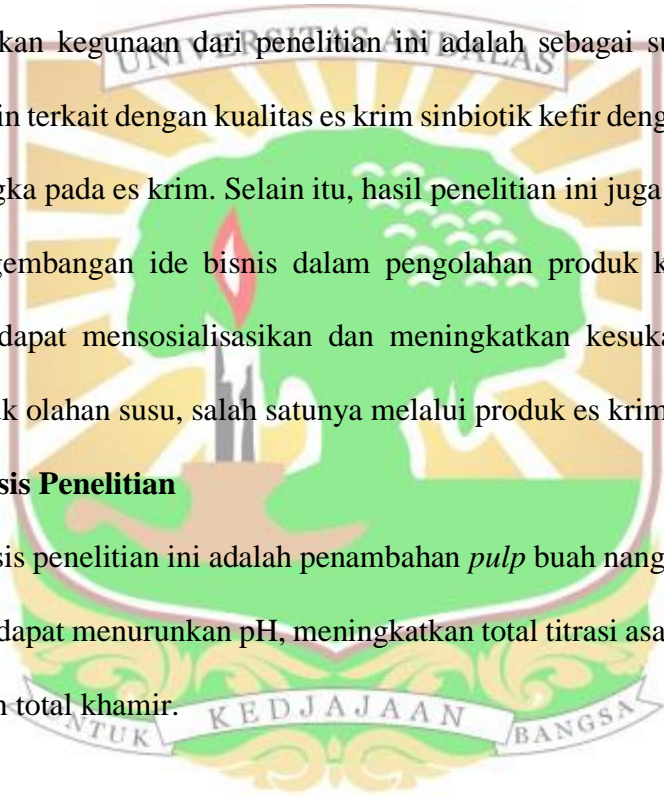 UNIVERSITAS ANDALAS
kan kegunaan dari penelitian ini adalah sebagai su
in terkait dengan kualitas es krim sinbiotik kefir deng
gka pada es krim. Selain itu, hasil penelitian ini juga
gembangan ide bisnis dalam pengolahan produk k
dapat mensosialisasikan dan meningkatkan kesuka
k olahan susu, salah satunya melalui produk es krim
sis Penelitian
sis penelitian ini adalah penambahan pulp buah nang
dapat menurunkan pH, meningkatkan total titrasi asa
n total khamir.
UNTUK KEDJAJAAN BANGSA